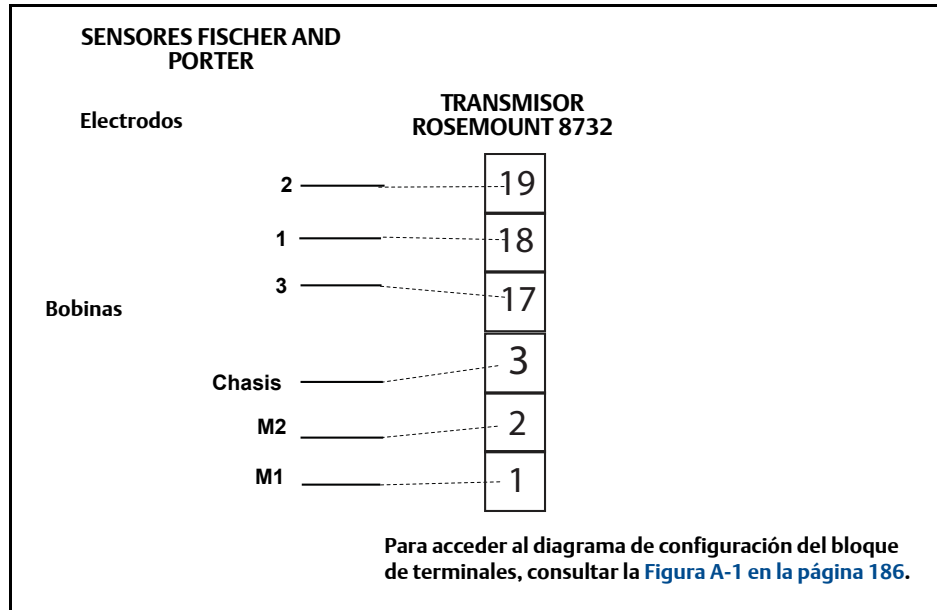 SENSORES FISCHER AND
PORTER
Electrodos
TRANSMISOR
ROSEMOUNT 8732
2
19
1
18
3
17
Bobinas
Chasis
3
M2
2
M1
1
Para acceder al diagrama de configuración del bloque
de terminales, consultar la Figura A-1 en la página 186.